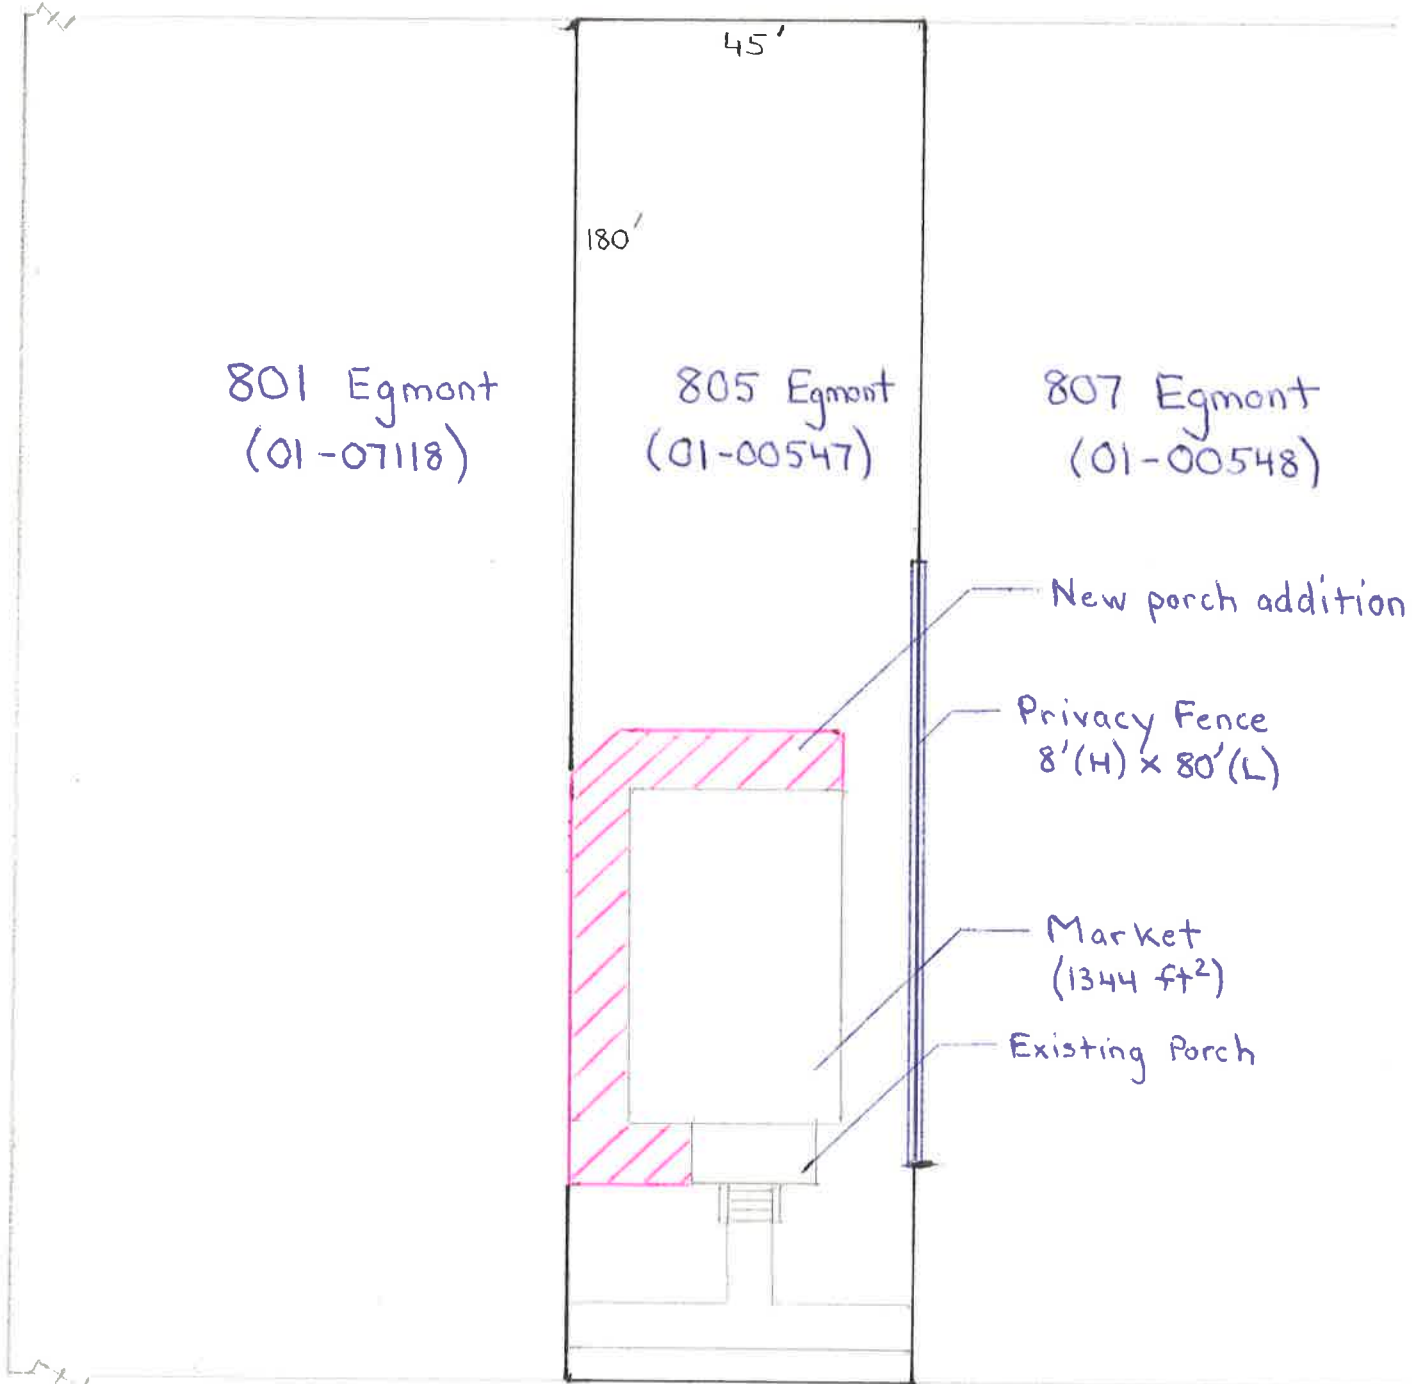 45'
180'
801 Egmont
(01-07118)
805 Egmont
(01-00547)
807 Egmont
(01-00548)
New porch addition
Privacy Fence
8'(H) x 80'(L)
Market
(1344 ft²)
Existing Porch